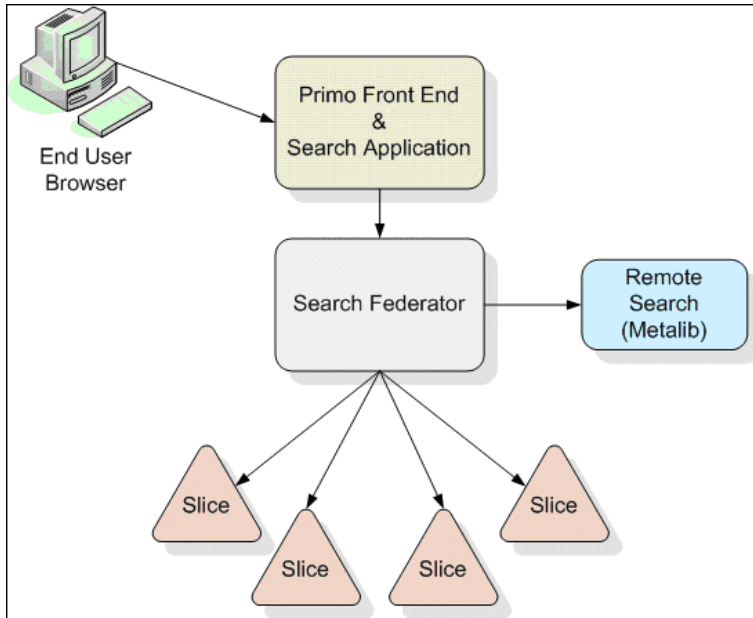 Primo Front End
&
Search Application
End User
Browser
Search Federator
Remote
Search
(Metalib)
Slice
Slice
Slice
Slice